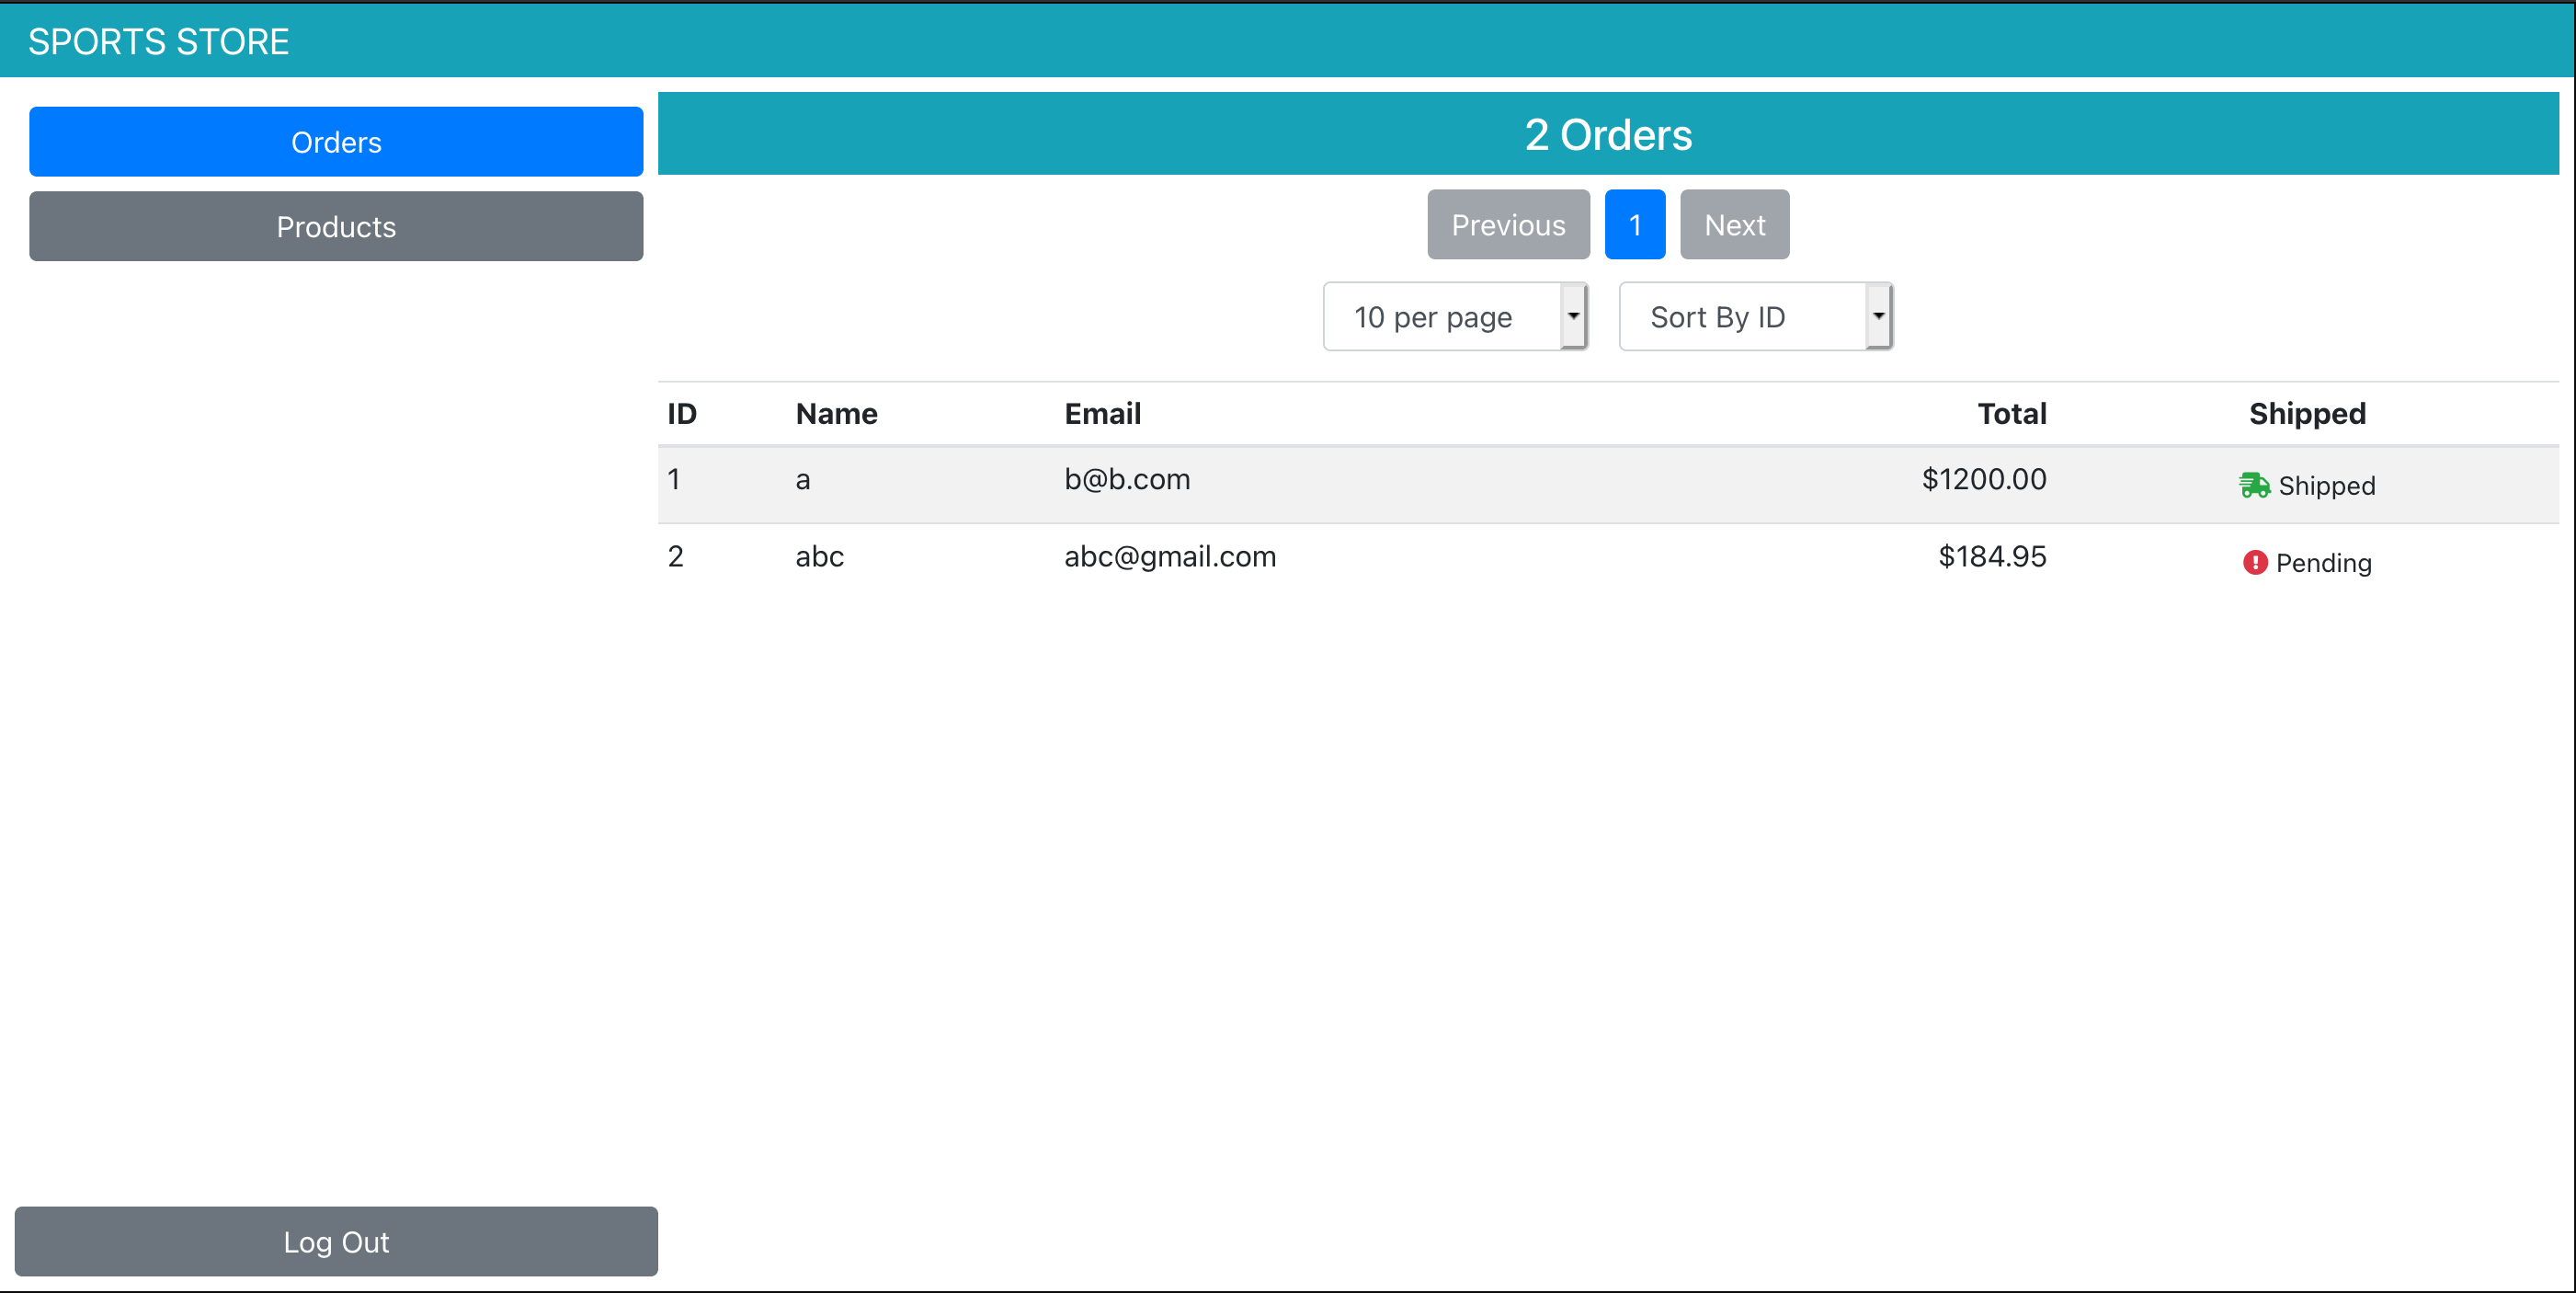 SPORTS STORE
Orders
Products
2 Orders
Previous 1 Next
10 per page Sort By ID
ID Name Email Total Shipped
1 a b@b.com $1200.00 Shipped
2 abc abc@gmail.com $184.95 Pending
Log Out